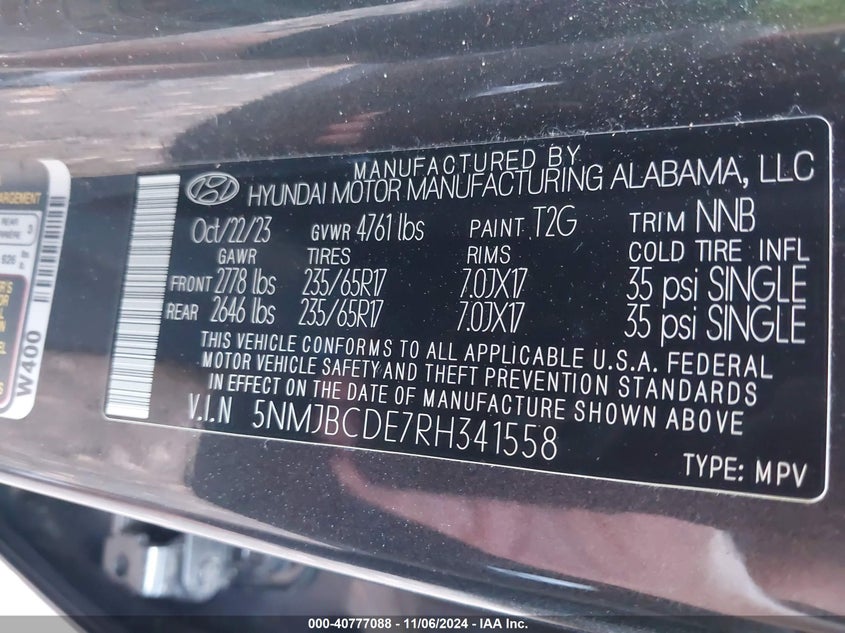 MANUFACTURED BY
HYUNDAI MOTOR MANUFACTURING ALABAMA, LLC
Oct/22/23 GVWR 4761 lbs PAINT T2G TRIM NNB
GAWR TIRES RIMS COLD TIRE INFL
FRONT 2778 lbs 235/65R17 7.0JX17 35 psi SINGLE
REAR 2646 lbs 235/65R17 7.0JX17 35 psi SINGLE
THIS VEHICLE CONFORMS TO ALL APPLICABLE U.S.A. FEDERAL
MOTOR VEHICLE SAFETY AND THEFT PREVENTION STANDARDS
IN EFFECT ON THE DATE OF MANUFACTURE SHOWN ABOVE
V.I.N 5NMJBCDE7RH341558
TYPE: MPV
W400
000-40777088 - 11/06/2024 - IAA Inc.